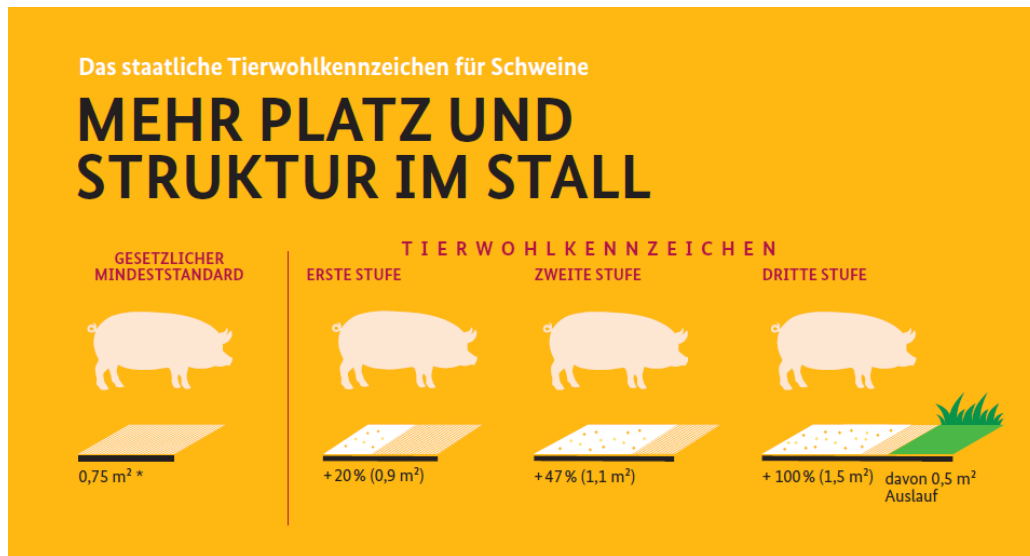 Das staatliche Tierwohlkennzeichen für Schweine
MEHR PLATZ UND
STRUKTUR IM STALL
GESETZLICHER
MINDESTSTANDARD
TIERWOHLKENNZEICHEN
ERSTE STUFE
ZWEITE STUFE
DRITTE STUFE
0,75 m² *
+ 20 % (0,9 m²)
+ 47 % (1,1 m²)
+ 100 % (1,5 m²)
davon 0,5 m²
Auslauf